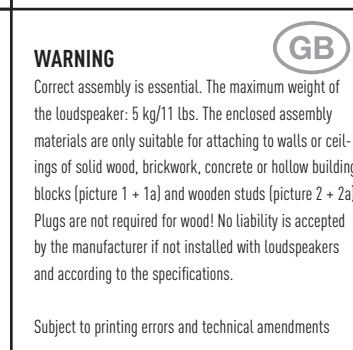 GB
WARNING
Correct assembly is essential. The maximum weight of
the loudspeaker: 5 kg/11 lbs. The enclosed assembly
materials are only suitable for attaching to walls or ceil-
ings of solid wood, brickwork, concrete or hollow building
blocks (picture 1 + 1a) and wooden studs (picture 2 + 2a)
Plugs are not required for wood! No liability is accepted
by the manufacturer if not installed with loudspeakers
and according to the specifications.
Subject to printing errors and technical amendments